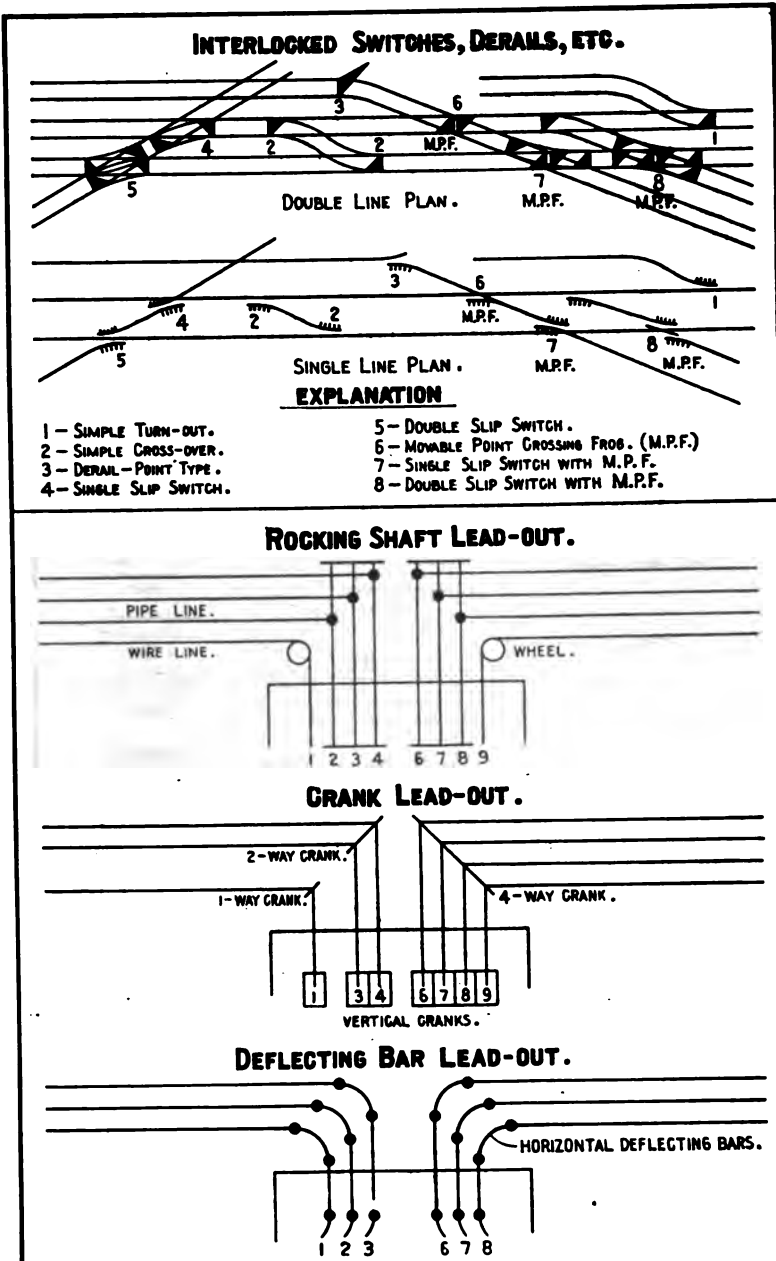 INTERLOCKED SWITCHES, DERAILS, ETC.
3 6
4 2 2 M.P.F. 1
5 7 8
DOUBLE LINE PLAN. M.P.F. M.P.F.
3 6 1
4 2 2 M.P.F.
5 7 8
SINGLE LINE PLAN. M.P.F. M.P.F.
EXPLANATION
1 – SIMPLE TURN-OUT.
2 – SIMPLE CROSS-OVER.
3 – DERAIL – POINT TYPE.
4 – SINGLE SLIP SWITCH.
5 – DOUBLE SLIP SWITCH.
6 – MOVABLE POINT CROSSING FROG. (M.P.F.)
7 – SINGLE SLIP SWITCH WITH M.P.F.
8 – DOUBLE SLIP SWITCH WITH M.P.F.
ROCKING SHAFT LEAD-OUT.
PIPE LINE.
WIRE LINE. WHEEL.
1 2 3 4 6 7 8 9
CRANK LEAD-OUT.
2-WAY CRANK.
1-WAY CRANK. 4-WAY CRANK.
1 3 4 6 7 8 9
VERTICAL CRANKS.
DEFLECTING BAR LEAD-OUT.
HORIZONTAL DEFLECTING BARS.
1 2 3 6 7 8